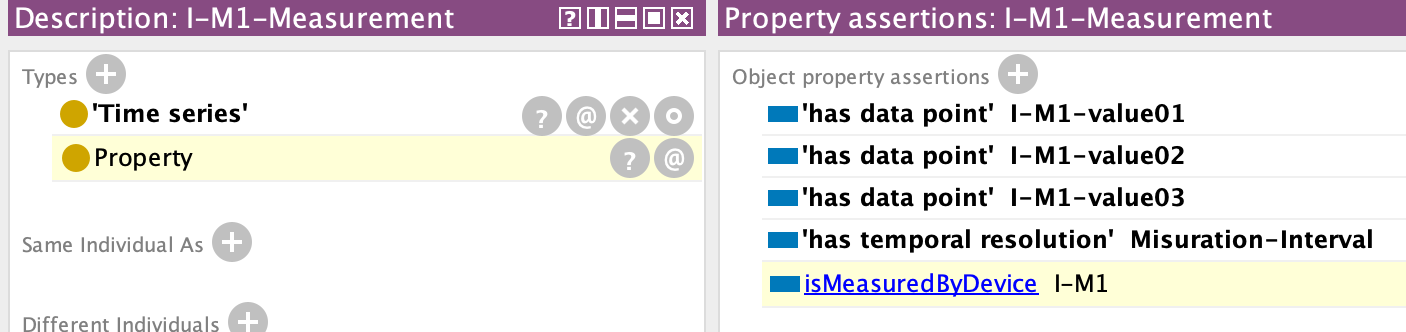 Description: I-M1-Measurement
Types
'Time series'
Property
Same Individual As
Different Individuals
Property assertions: I-M1-Measurement
Object property assertions
'has data point' I-M1-value01
'has data point' I-M1-value02
'has data point' I-M1-value03
'has temporal resolution' Misuration-Interval
isMeasuredByDevice I-M1